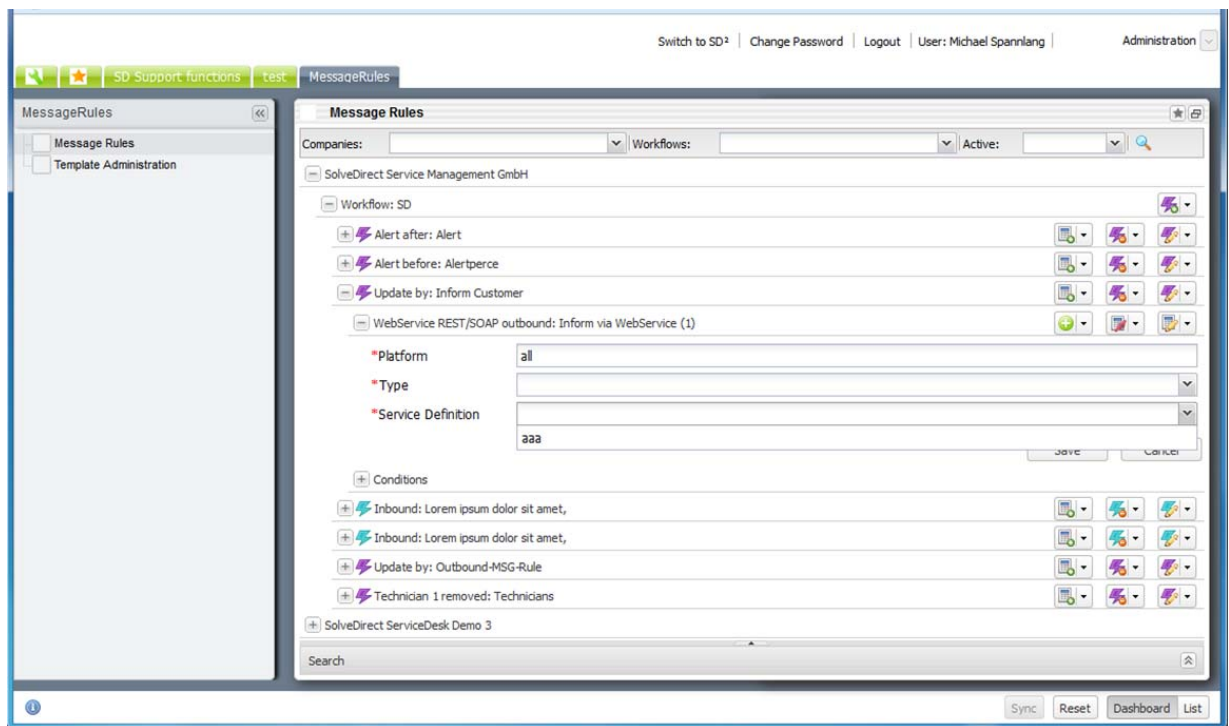 Switch to SD² | Change Password | Logout | User: Michael Spannlang | Administration
SD Support functions test MessageRules
MessageRules
Message Rules
Template Administration
Message Rules
Companies: Workflows: Active:
SolveDirect Service Management GmbH
Workflow: SD
Alert after: Alert
Alert before: Alertperce
Update by: Inform Customer
WebService REST/SOAP outbound: Inform via WebService (1)
*Platform all
*Type
*Service Definition
aaa
Save Cancel
Conditions
Inbound: Lorem ipsum dolor sit amet,
Inbound: Lorem ipsum dolor sit amet,
Update by: Outbound-MSG-Rule
Technician 1 removed: Technicians
SolveDirect ServiceDesk Demo 3
Search
Sync Reset Dashboard List